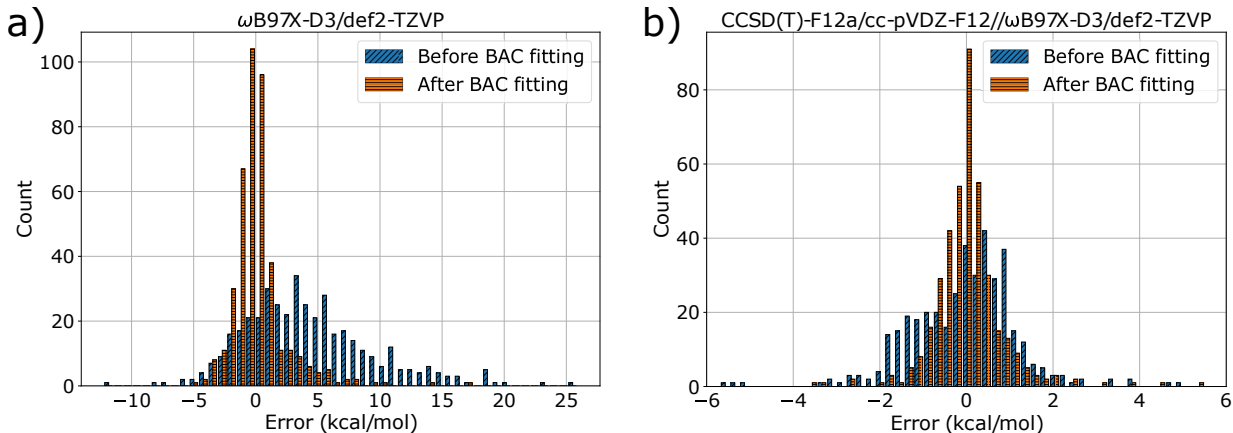 a)
ωB97X-D3/def2-TZVP
Before BAC fitting
After BAC fitting
Count
100
80
60
40
20
0
−10
−5
0
5
10
15
20
25
Error (kcal/mol)
b)
CCSD(T)-F12a/cc-pVDZ-F12//ωB97X-D3/def2-TZVP
Before BAC fitting
After BAC fitting
Count
80
60
40
20
0
−6
−4
−2
0
2
4
6
Error (kcal/mol)